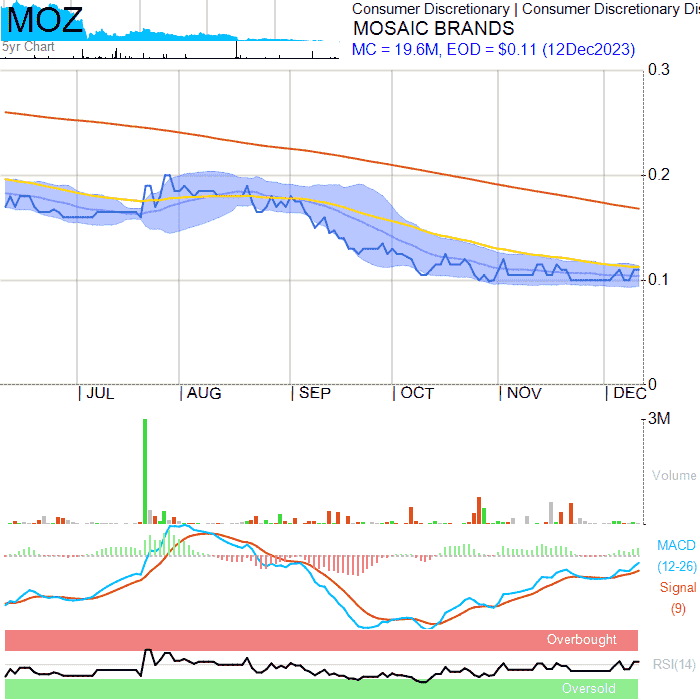 MOZ
5yr Chart
Consumer Discretionary | Consumer Discretionary Dis
MOSAIC BRANDS
MC = 19.6M, EOD = $0.11 (12Dec2023)
0.3
0.2
0.1
0
| JUL | AUG | SEP | OCT | NOV | DEC
3M
Volume
MACD
(12-26)
Signal
(9)
Overbought
RSI(14)
Oversold